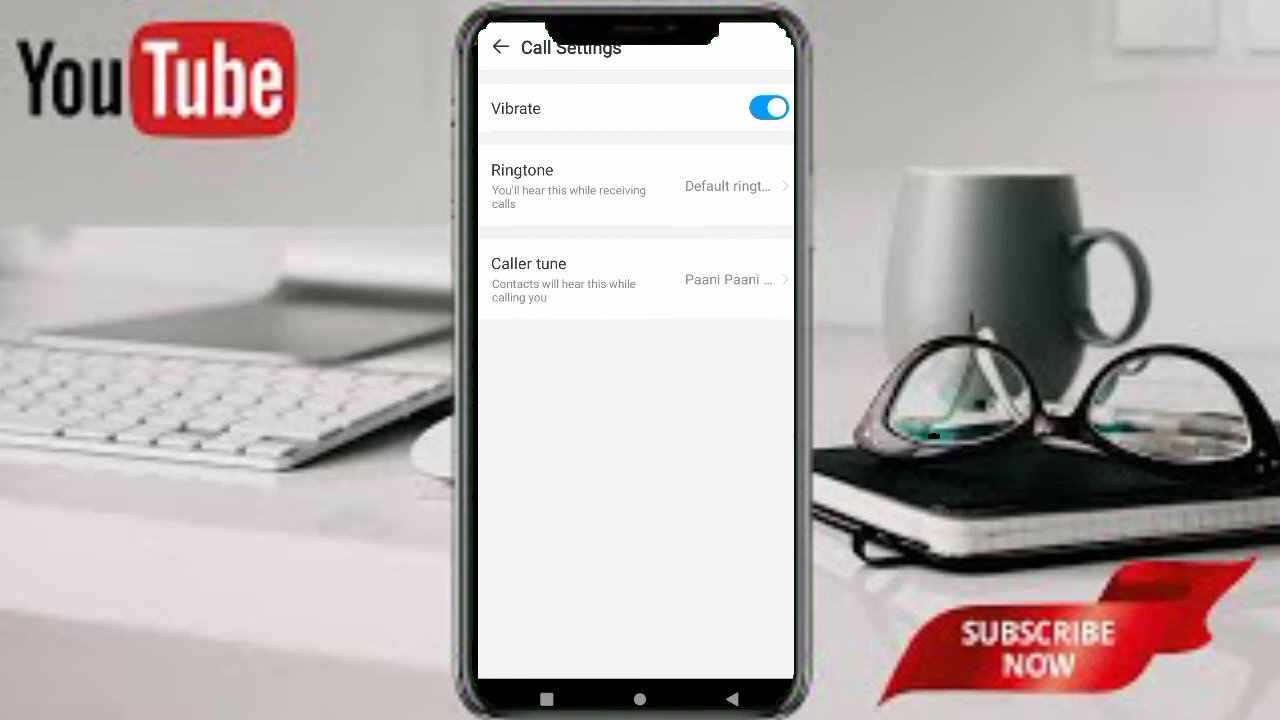 YouTube
Call Settings
Vibrate
Ringtone
You'll hear this while receiving
calls
Default ringt...
Caller tune
Contacts will hear this while
calling you
Paani Paani ...
SUBSCRIBE
NOW